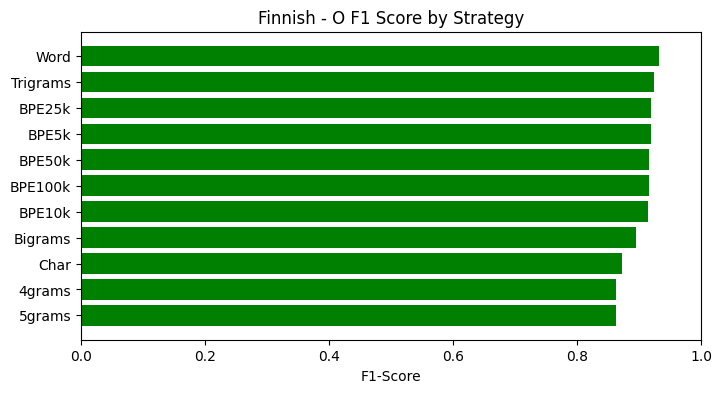 Finnish - O F1 Score by Strategy
Word
Trigrams
BPE25k
BPE5k
BPE50k
BPE100k
BPE10k
Bigrams
Char
4grams
5grams
0.0 0.2 0.4 0.6 0.8 1.0
F1-Score